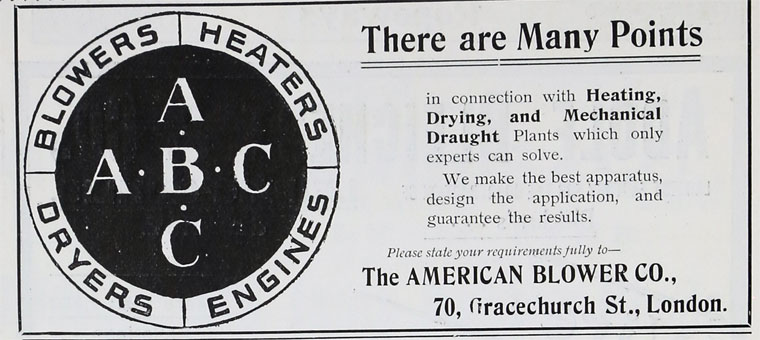 BLOWERS
HEATERS
DRYERS
ENGINES
A
A·B·C
C
There are Many Points
in connection with Heating,
Drying, and Mechanical
Draught Plants which only
experts can solve.
We make the best apparatus,
design the application, and
guarantee the results.
Please state your requirements fully to—
The AMERICAN BLOWER CO.,
70, Gracechurch St., London.